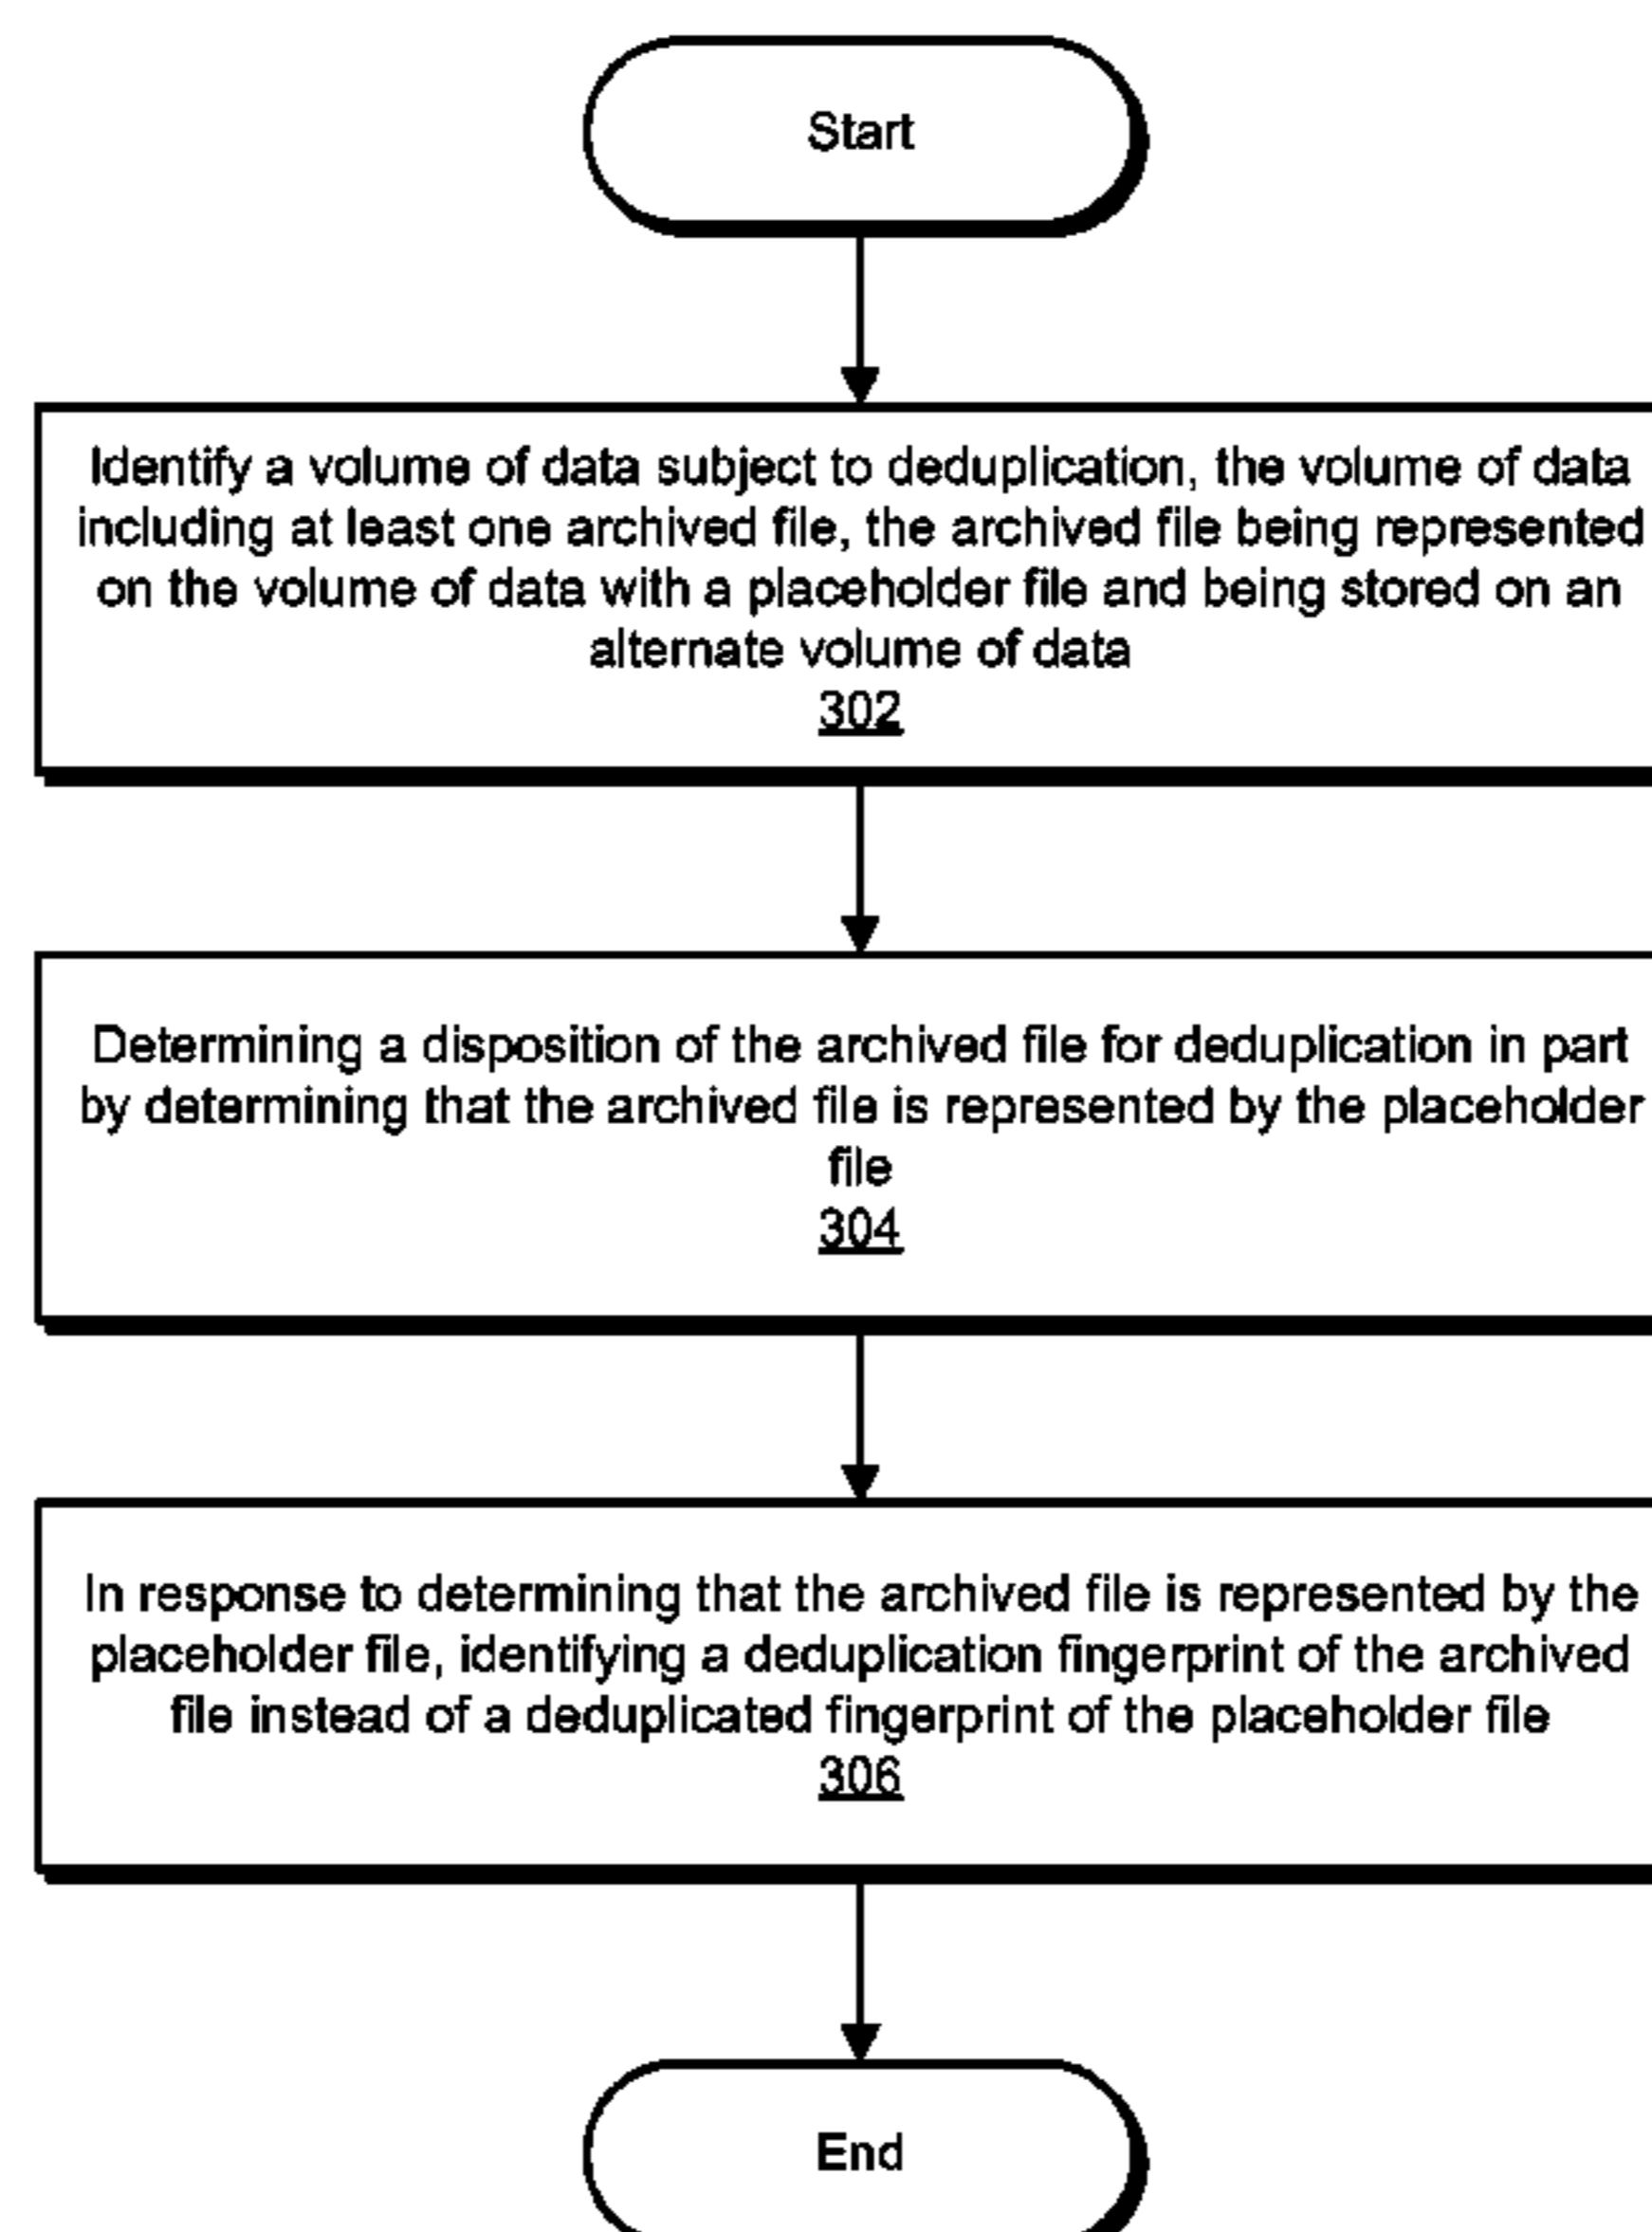 Start
Identify a volume of data subject to deduplication, the volume of data
including at least one archived file, the archived file being represented
on the volume of data with a placeholder file and being stored on an
alternate volume of data
302
Determining a disposition of the archived file for deduplication in part
by determining that the archived file is represented by the placeholder
file
304
In response to determining that the archived file is represented by the
placeholder file, identifying a deduplication fingerprint of the archived
file instead of a deduplicated fingerprint of the placeholder file
306
End